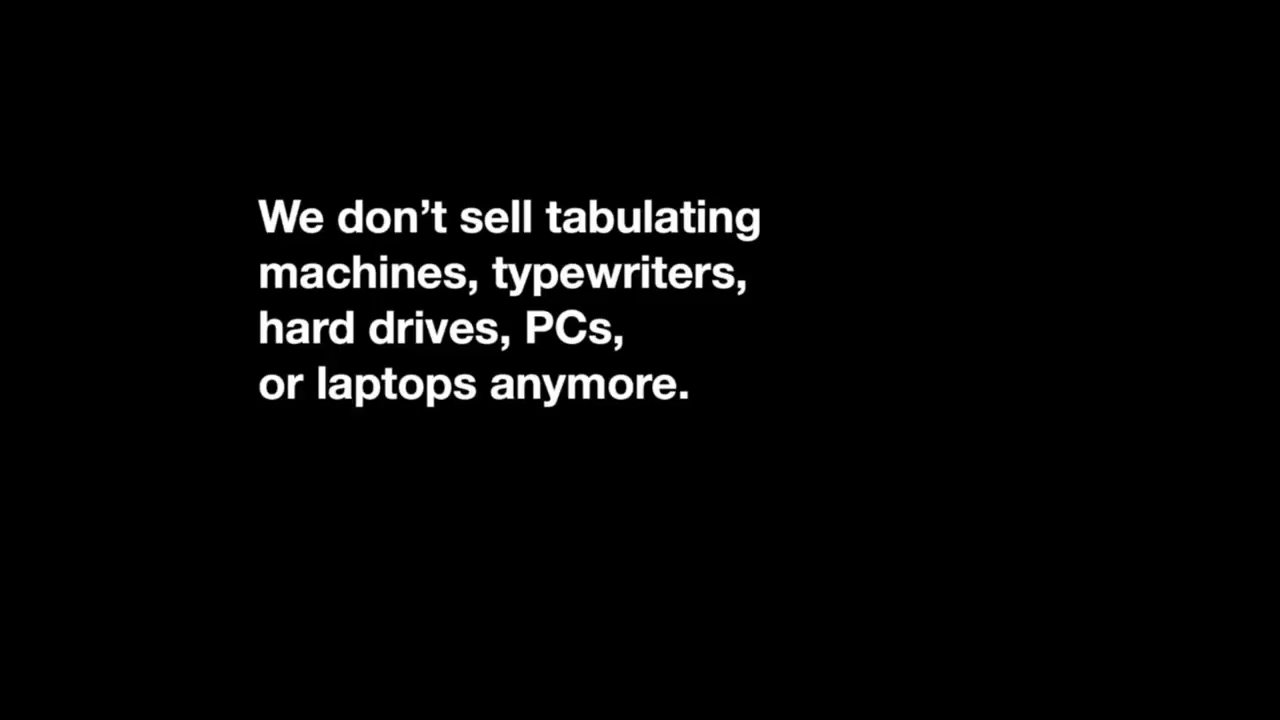 We don’t sell tabulating
machines, typewriters,
hard drives, PCs,
or laptops anymore.